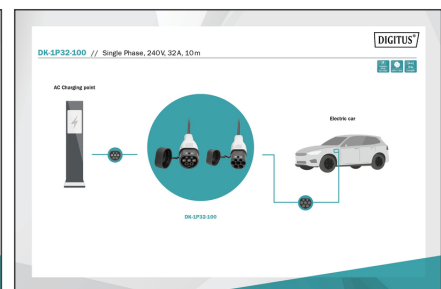 DIGITUS®
DK-1P32-100 // Single Phase, 240V, 32A, 10m
AC Charging point
Electric car
DK-1P32-100